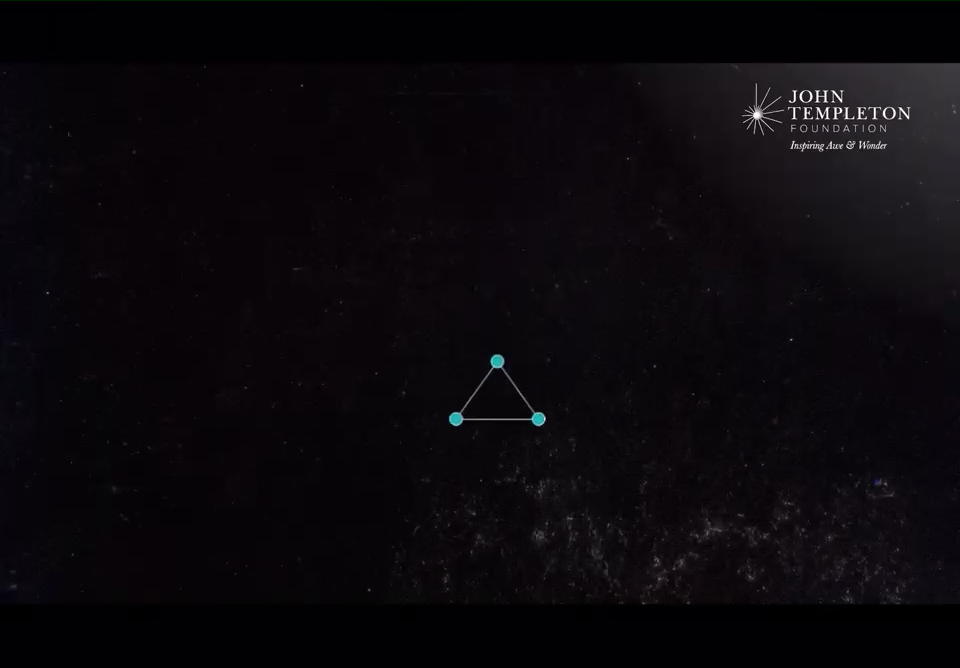 JOHN
TEMPLETON
FOUNDATION
Inspiring Awe & Wonder